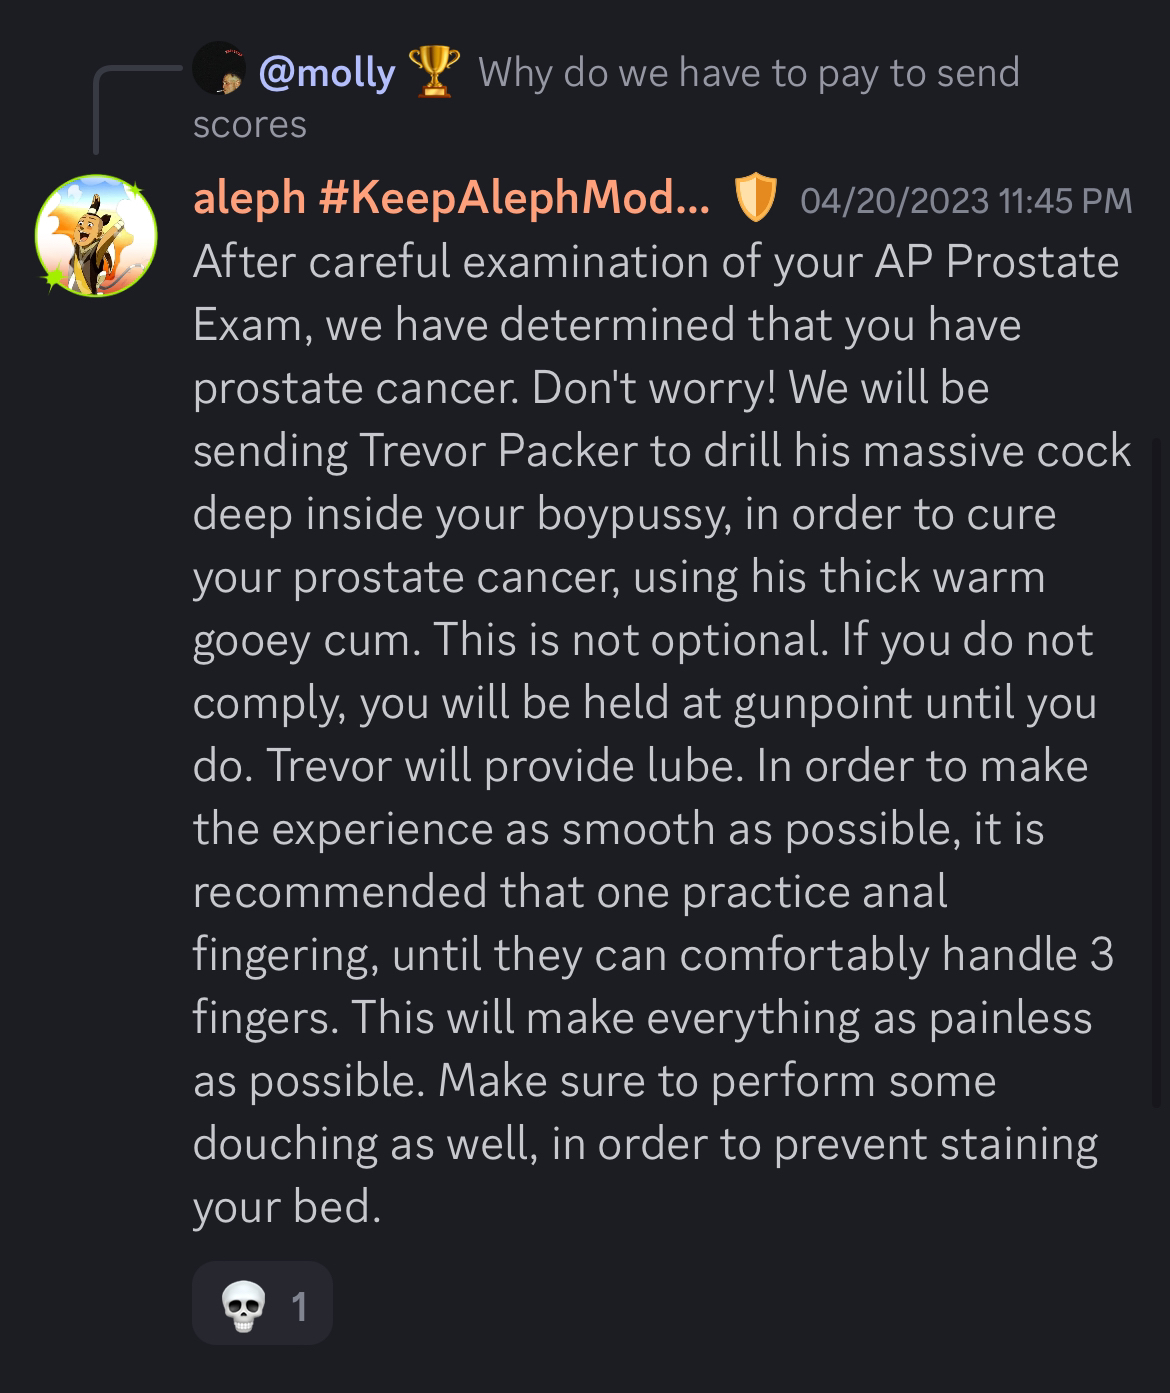 @molly 🏆 Why do we have to pay to send
scores
aleph #KeepAlephMod... 04/20/2023 11:45 PM
After careful examination of your AP Prostate
Exam, we have determined that you have
prostate cancer. Don't worry! We will be
sending Trevor Packer to drill his massive cock
deep inside your boypussy, in order to cure
your prostate cancer, using his thick warm
gooey cum. This is not optional. If you do not
comply, you will be held at gunpoint until you
do. Trevor will provide lube. In order to make
the experience as smooth as possible, it is
recommended that one practice anal
fingering, until they can comfortably handle 3
fingers. This will make everything as painless
as possible. Make sure to perform some
douching as well, in order to prevent staining
your bed.
💀 1